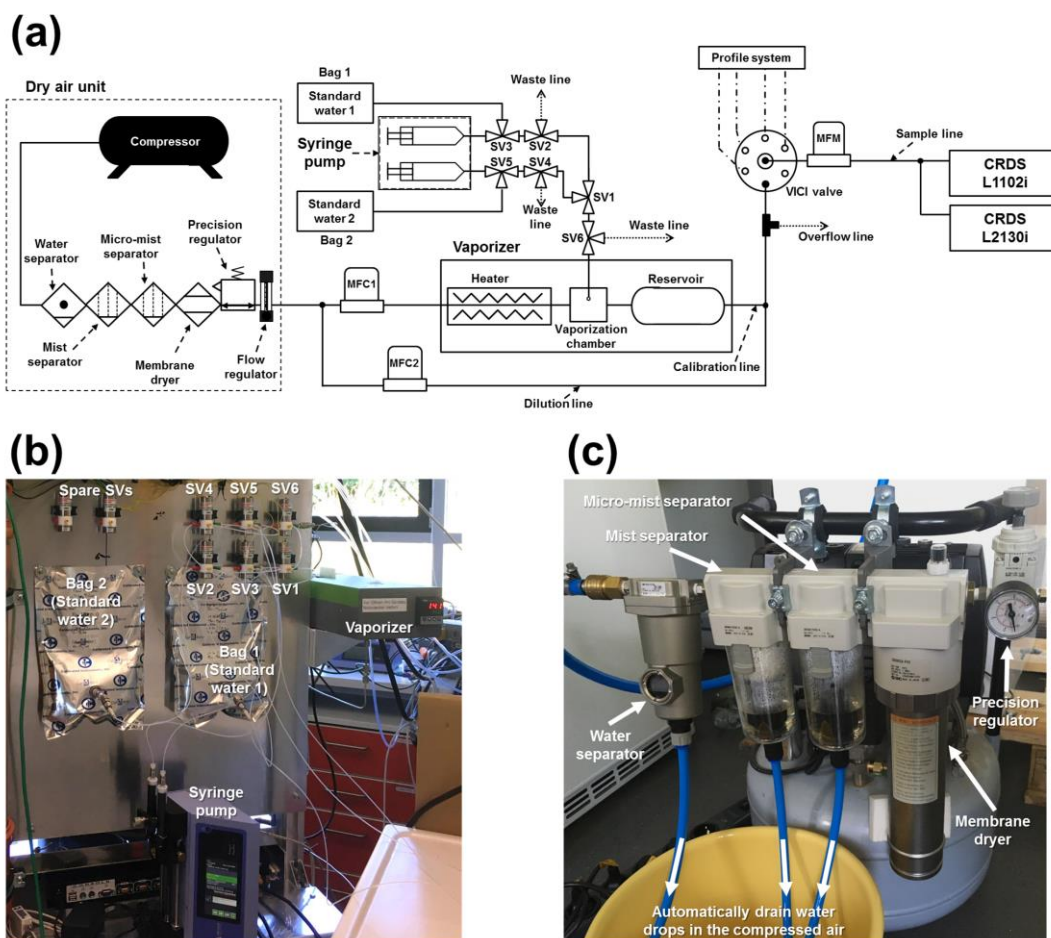 (a)
Dry air unit
Compressor
Water
separator
Micro-mist
separator
Precision
regulator
Mist
separator
Membrane
dryer
Flow
regulator
Bag 1
Standard
water 1
Syringe
pump
Standard
water 2
Bag 2
Waste line
SV3
SV2
SV5
SV4
Waste
line
SV1
SV6
Waste line
Vaporizer
Heater
Reservoir
Vaporization
chamber
MFC1
MFC2
Dilution line
Calibration line
Profile system
MFM
Sample line
VICI valve
Overflow line
CRDS
L1102i
CRDS
L2130i
(b)
Spare SVs
SV4
SV5
SV6
SV2
SV3
SV1
Bag 2
(Standard
water 2)
Bag 1
(Standard
water 1)
Vaporizer
Syringe
pump
(c)
Micro-mist separator
Mist separator
Water
separator
Precision
regulator
Membrane
dryer
Automatically drain water
drops in the compressed air